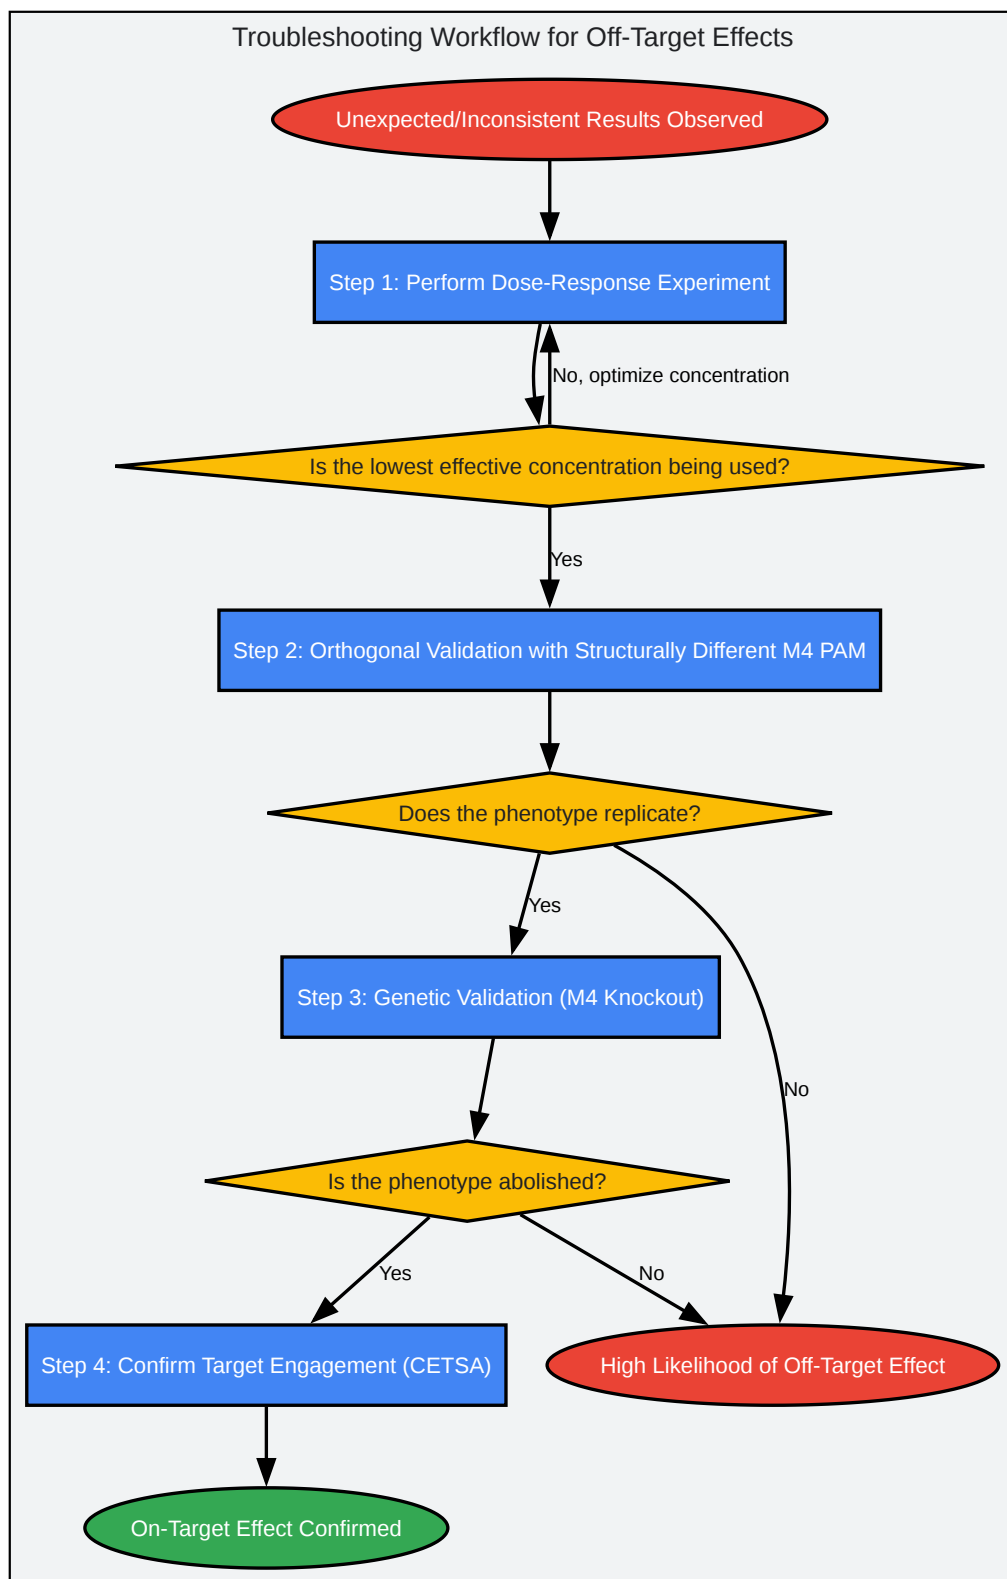 Troubleshooting Workflow for Off-Target Effects
Unexpected/Inconsistent Results Observed
Step 1: Perform Dose-Response Experiment
No, optimize concentration
Is the lowest effective concentration being used?
Yes
Step 2: Orthogonal Validation with Structurally Different M4 PAM
Does the phenotype replicate?
Yes
Step 3: Genetic Validation (M4 Knockout)
No
Is the phenotype abolished?
Yes
No
Step 4: Confirm Target Engagement (CETSA)
High Likelihood of Off-Target Effect
On-Target Effect Confirmed